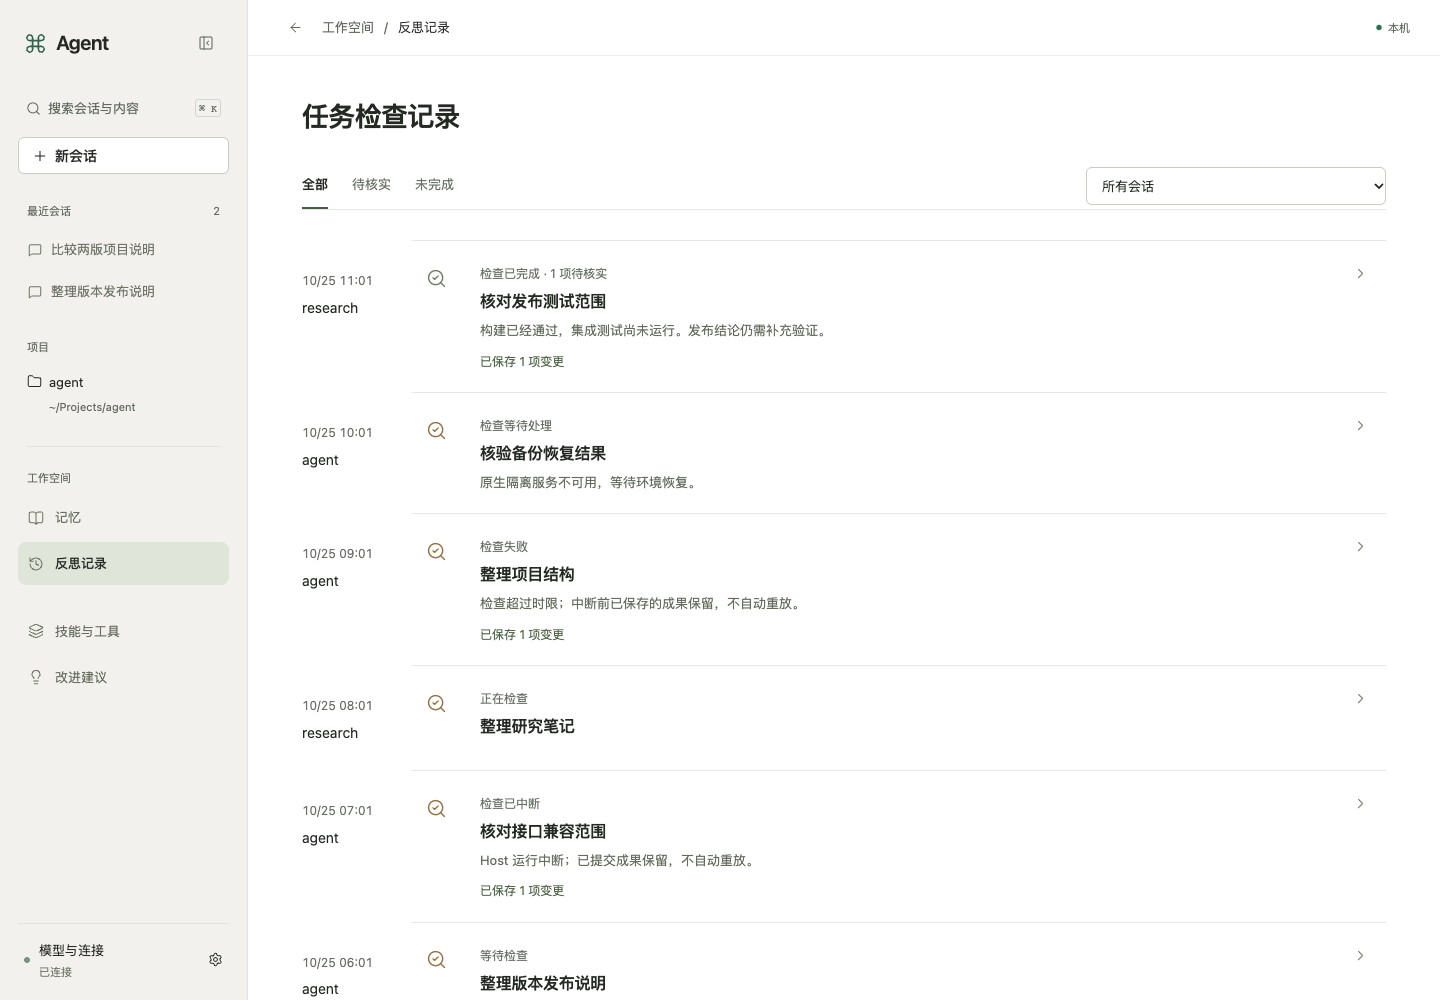 Agent
搜索会话与内容
⌘ K
新会话
最近会话 2
比较两版项目说明
整理版本发布说明
项目
agent
~/Projects/agent
工作空间
记忆
反思记录
技能与工具
改进建议
模型与连接
已连接
工作空间 / 反思记录
本机
任务检查记录
全部 待核实 未完成
所有会话
10/25 11:01
research
检查已完成 · 1 项待核实
核对发布测试范围
构建已经通过，集成测试尚未运行。发布结论仍需补充验证。
已保存 1 项变更
10/25 10:01
agent
检查等待处理
核验备份恢复结果
原生隔离服务不可用，等待环境恢复。
10/25 09:01
agent
检查失败
整理项目结构
检查超过时限；中断前已保存的成果保留，不自动重放。
已保存 1 项变更
10/25 08:01
research
正在检查
整理研究笔记
10/25 07:01
agent
检查已中断
核对接口兼容范围
Host 运行中断；已提交成果保留，不自动重放。
已保存 1 项变更
10/25 06:01
agent
等待检查
整理版本发布说明